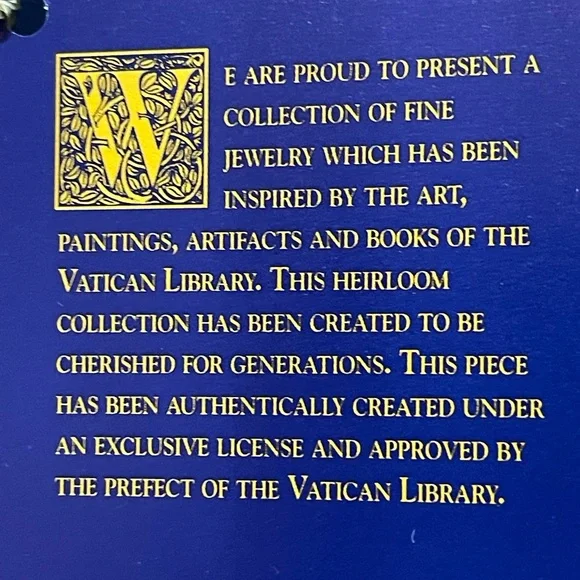 WE ARE PROUD TO PRESENT A
COLLECTION OF FINE
JEWELRY WHICH HAS BEEN
INSPIRED BY THE ART,
PAINTINGS, ARTIFACTS AND BOOKS OF THE
VATICAN LIBRARY. THIS HEIRLOOM
COLLECTION HAS BEEN CREATED TO BE
CHERISHED FOR GENERATIONS. THIS PIECE
HAS BEEN AUTHENTICALLY CREATED UNDER
AN EXCLUSIVE LICENSE AND APPROVED BY
THE PREFECT OF THE VATICAN LIBRARY.